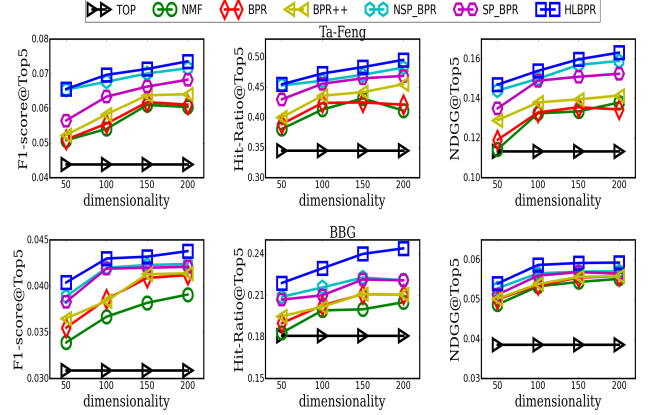 TOP NMF BPR BPR++ NSP_BPR SP_BPR HLBPR
Ta-Feng
F1-score@Top5
0.08
0.07
0.06
0.05
0.04
50 100 150 200
dimensionality
Hit-Ratio@Top5
0.50
0.45
0.40
0.35
0.30
50 100 150 200
dimensionality
NDGG@Top5
0.16
0.14
0.12
0.10
50 100 150 200
dimensionality
BBG
F1-score@Top5
0.045
0.040
0.035
0.030
50 100 150 200
dimensionality
Hit-Ratio@Top5
0.24
0.21
0.18
0.15
50 100 150 200
dimensionality
NDGG@Top5
0.06
0.05
0.04
0.03
50 100 150 200
dimensionality